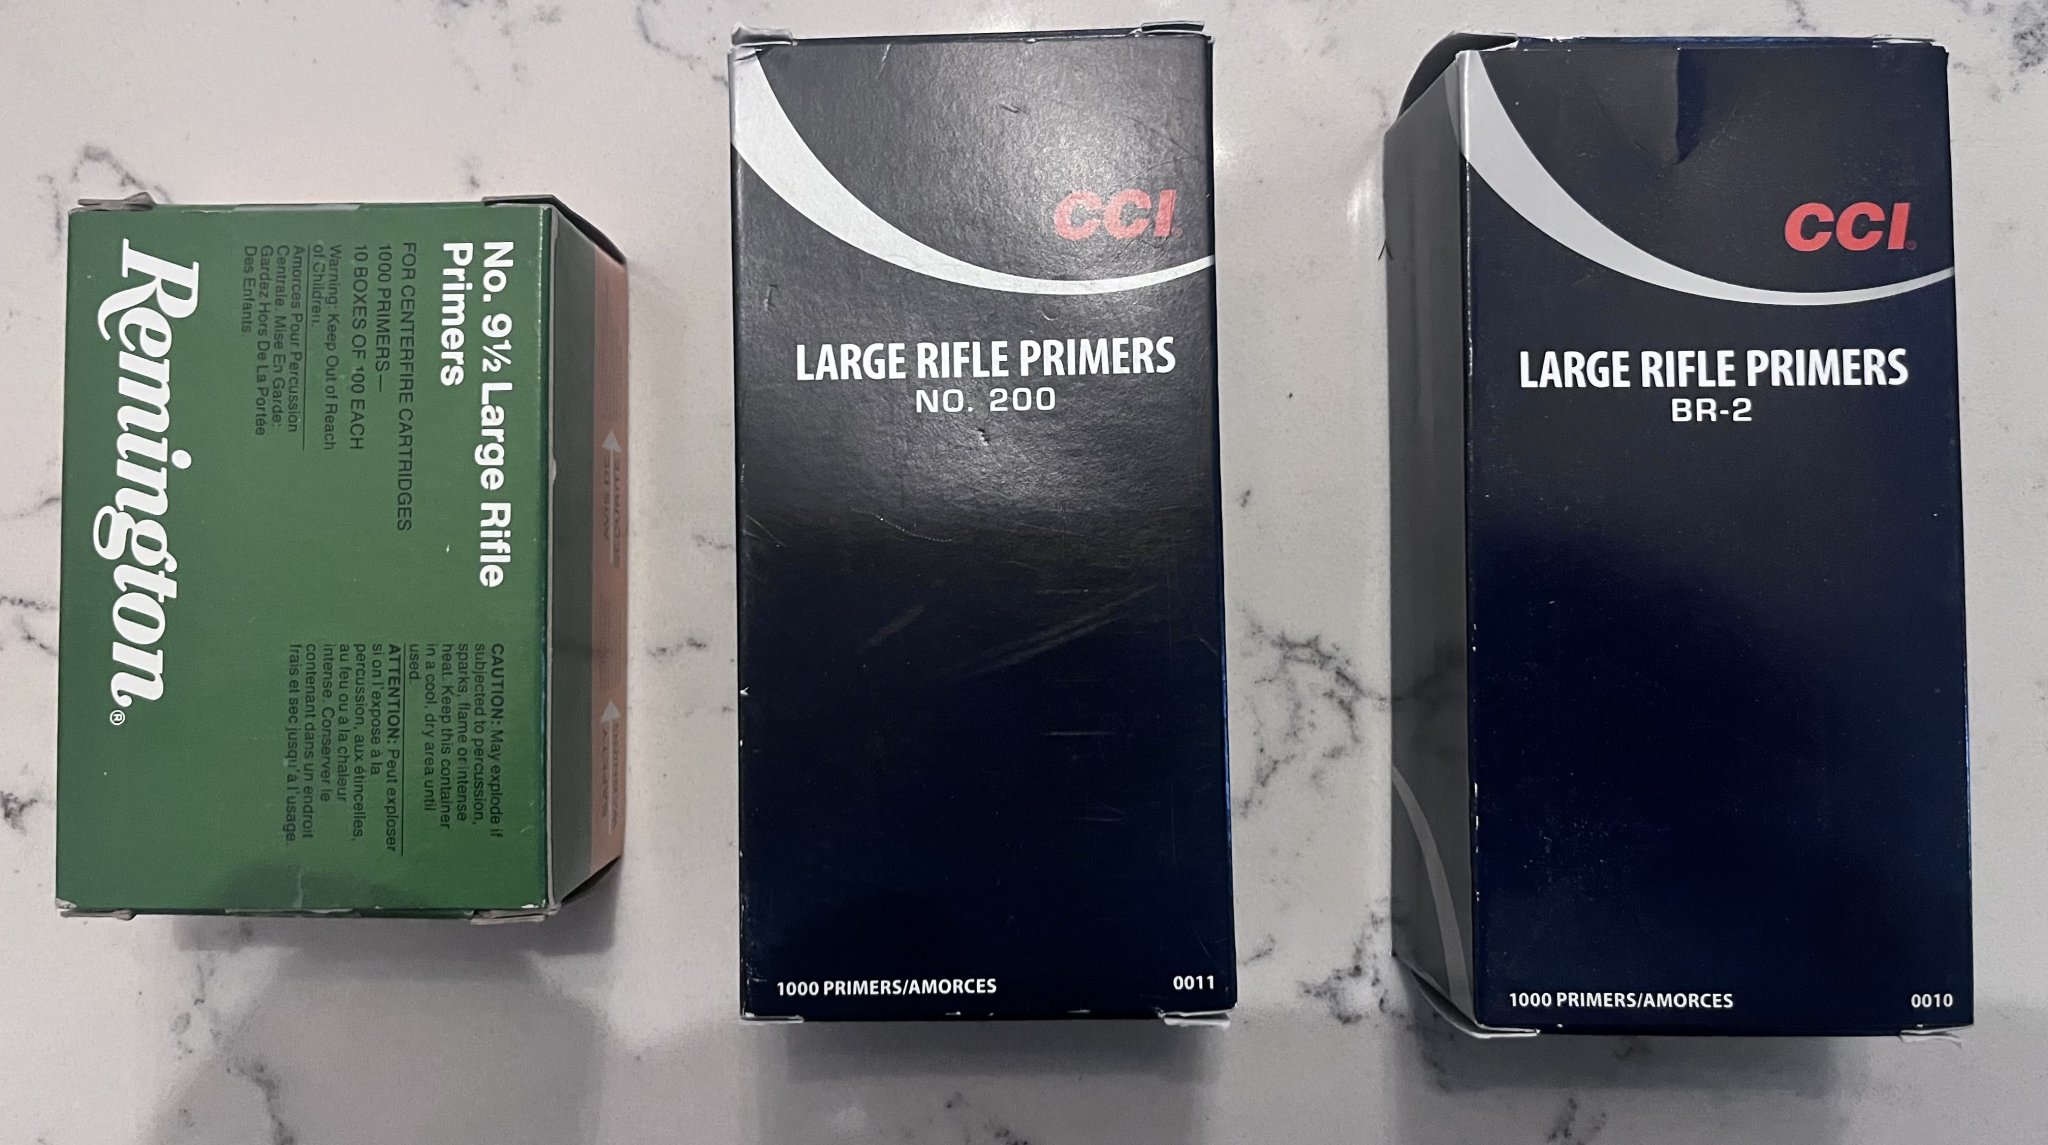 No. 9½ Large Rifle
Primers
FOR CENTERFIRE CARTRIDGES
1000 PRIMERS—
10 BOXES OF 100 EACH
Warning: Keep Out of Reach
of Children.
Amorces Pour Percussion
Centrale. Mise En Garde:
Gardez Hors De La Portée
Des Enfants.
CAUTION: May explode if
subjected to percussion,
sparks, flame or intense
heat. Keep this container
in a cool, dry area until
used.
ATTENTION: Peut exploser
si on l'expose à la
percussion, aux étincelles,
au feu ou a la chaleur
intense. Conserver le
contenant dans un endroit
frais et sec jusqu'à l'usage.
Remington®
CCI
LARGE RIFLE PRIMERS
NO. 200
1000 PRIMERS/AMORCES
0011
CCI
LARGE RIFLE PRIMERS
BR-2
1000 PRIMERS/AMORCES
0010